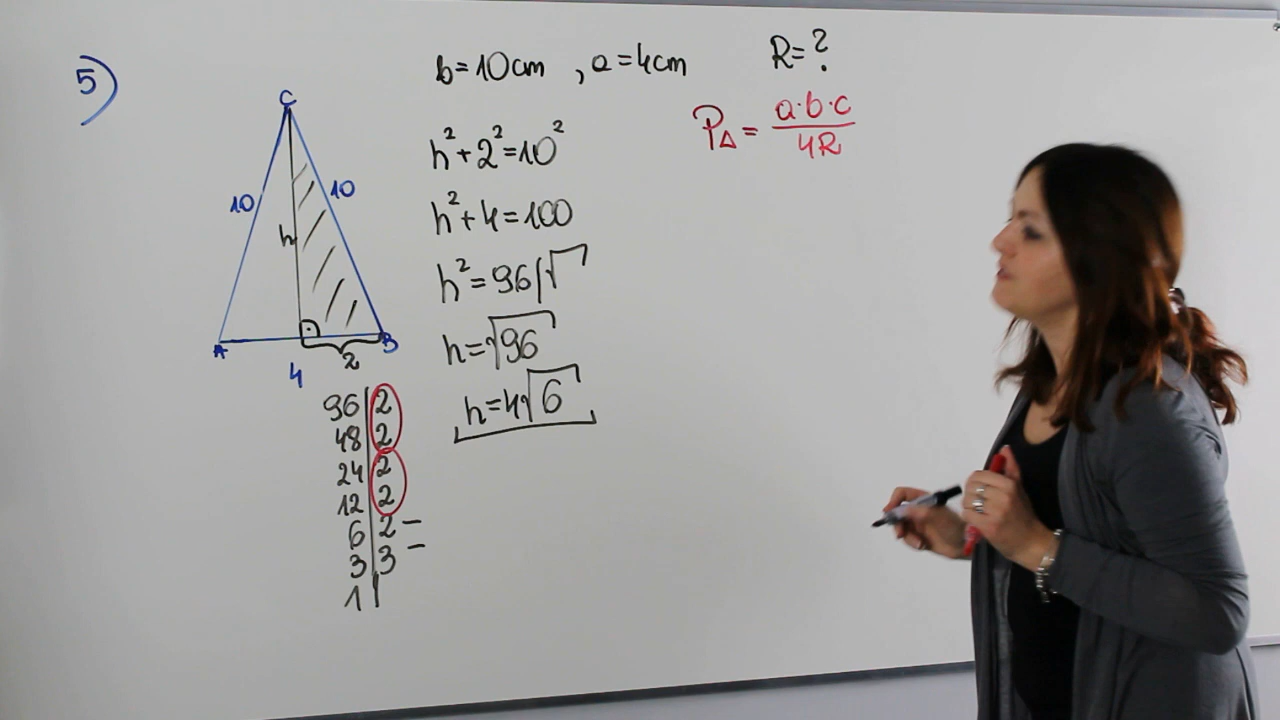 5)
b=10cm , a=4cm
R=?
P△ = a·b·c / 4R
C
10
10
h
A
B
4
2
h²+2²=10²
h²+4=100
h²=96|√
h=√96
h=4√6
96|2
48|2
24|2
12|2
6|2 –
3|3 –
1|